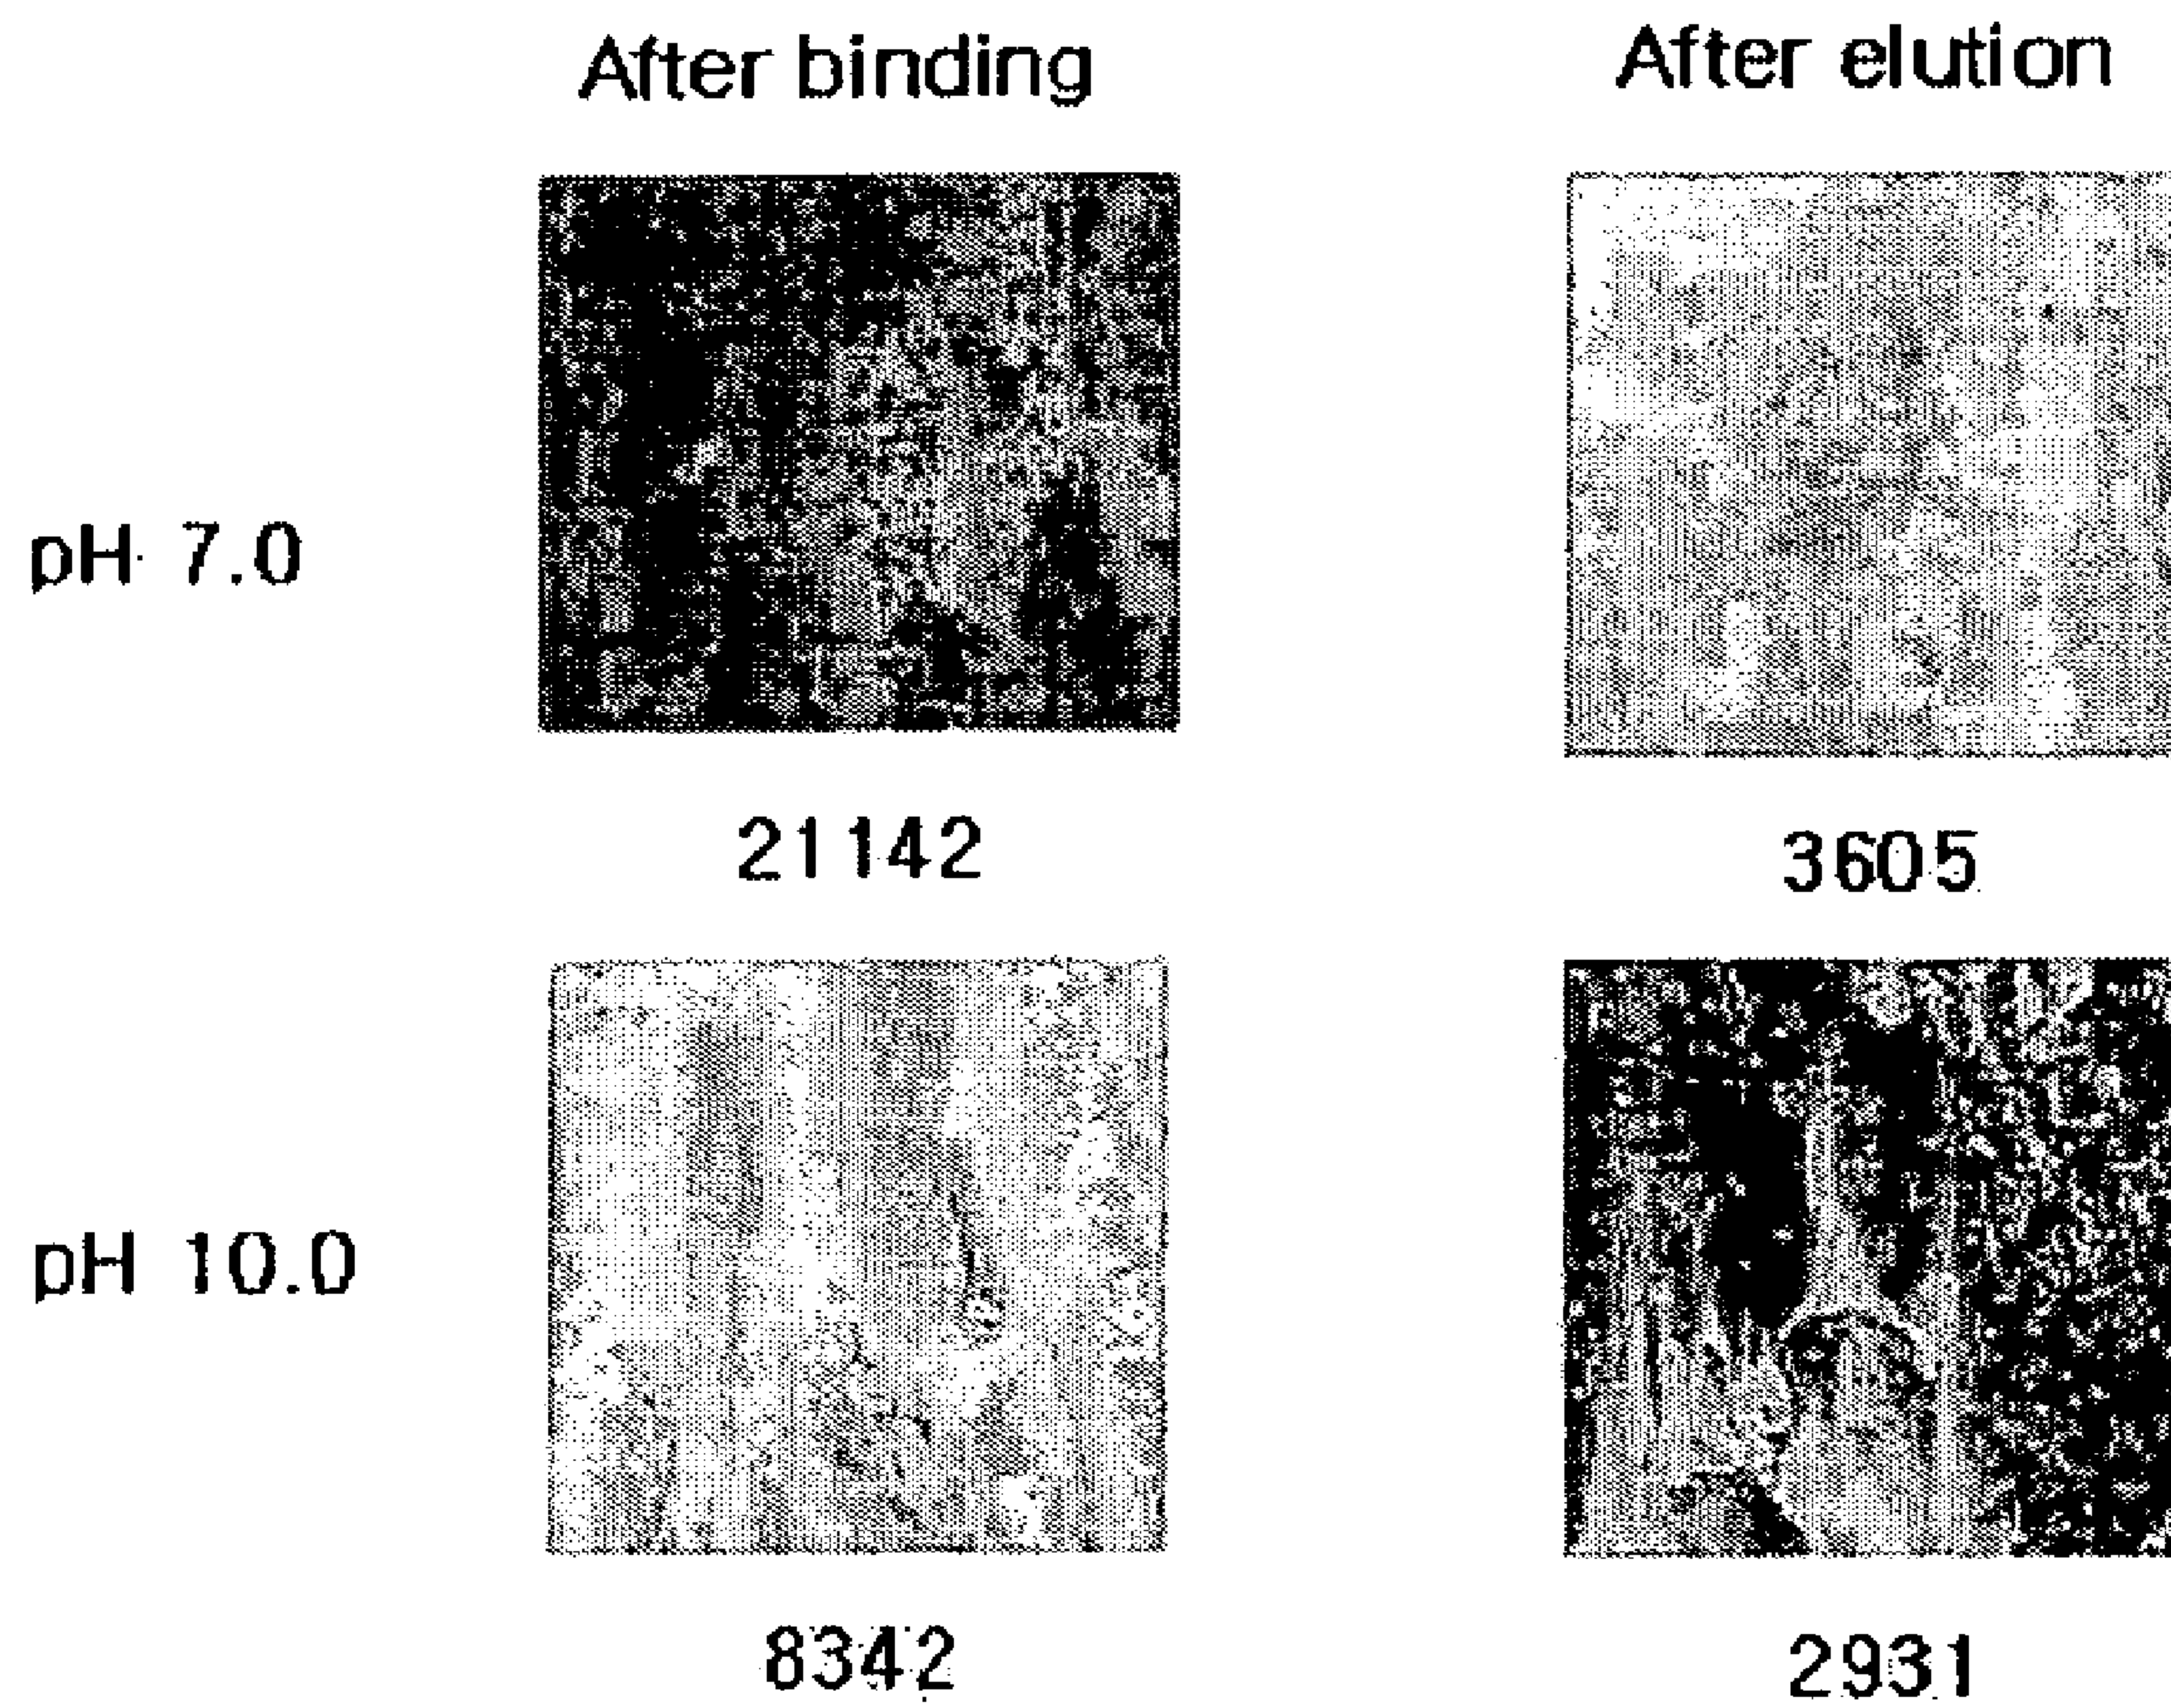 After binding After elution
pH 7.0
21142 3605
pH 10.0
8342 2931